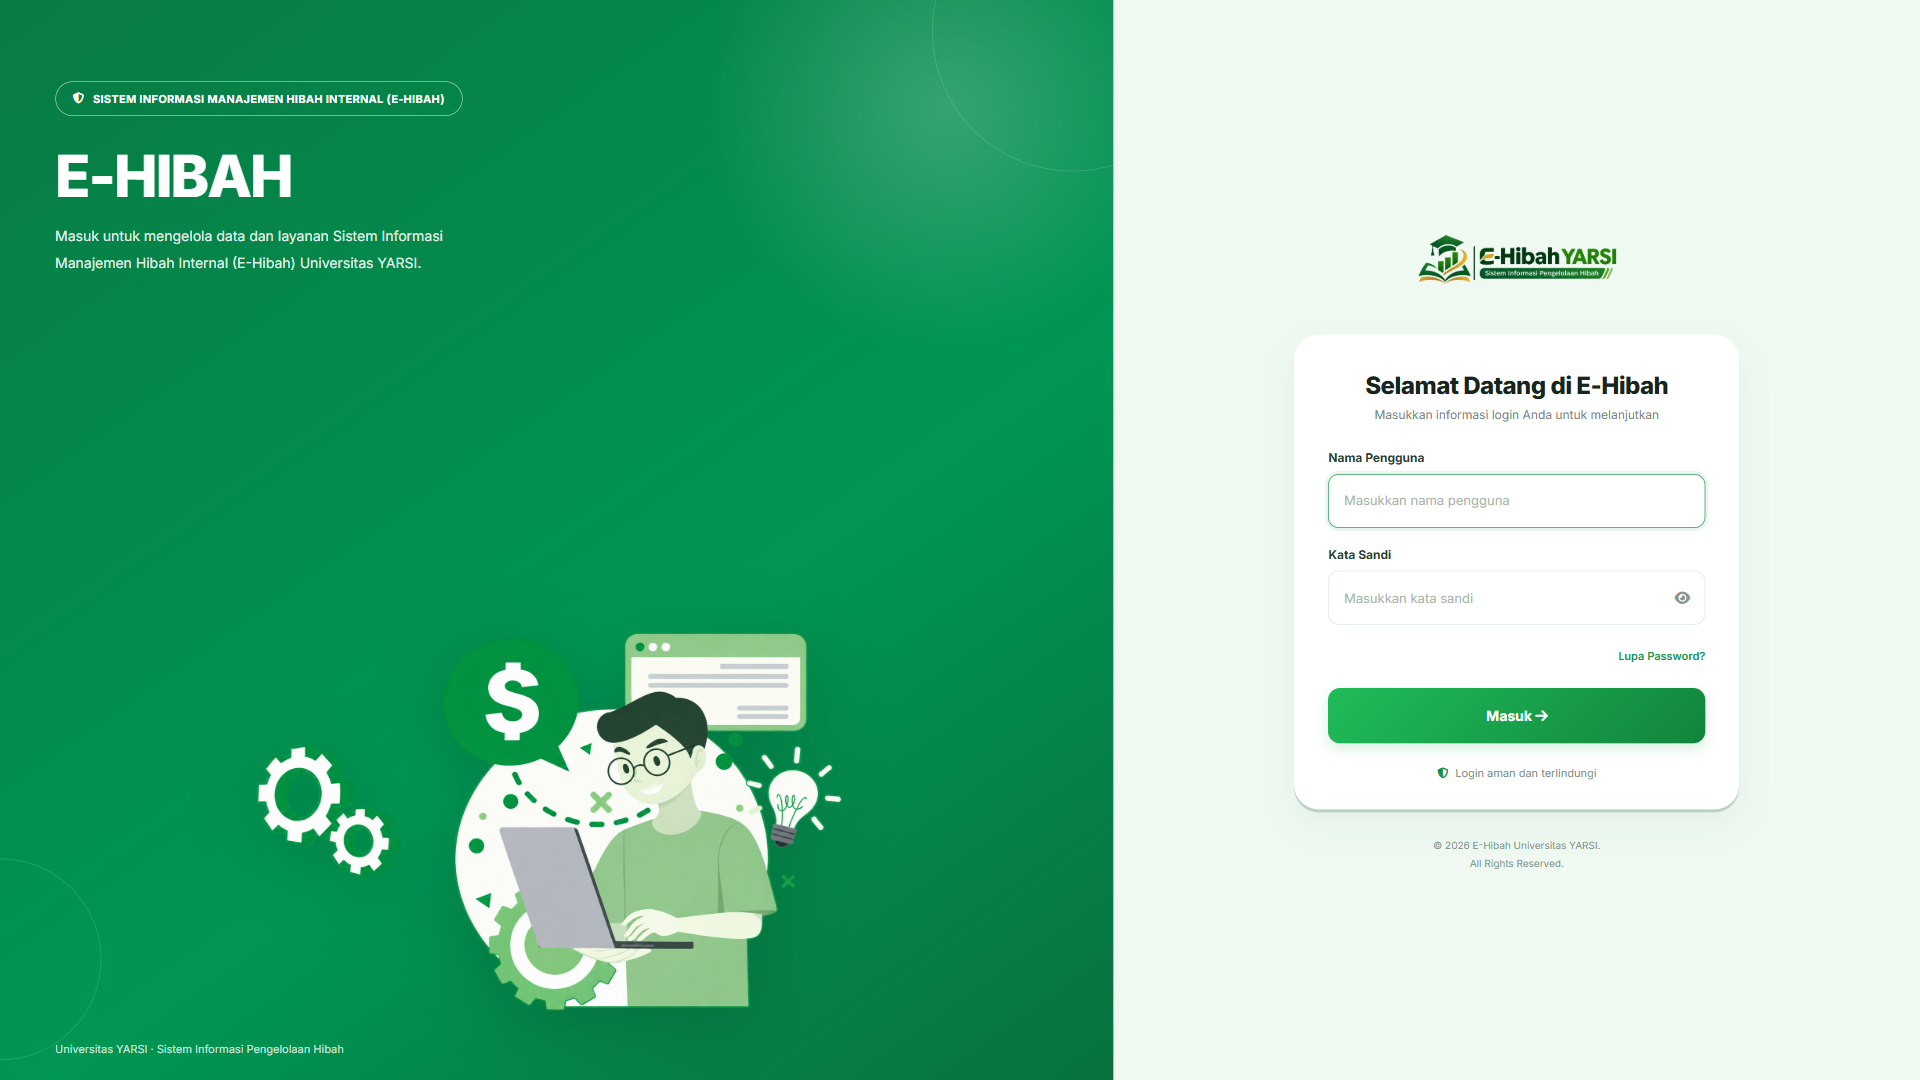 SISTEM INFORMASI MANAJEMEN HIBAH INTERNAL (E-HIBAH)
E-HIBAH
Masuk untuk mengelola data dan layanan Sistem Informasi
Manajemen Hibah Internal (E-Hibah) Universitas YARSI.
$
Universitas YARSI · Sistem Informasi Pengelolaan Hibah
E-Hibah YARSI
Sistem Informasi Pengelolaan Hibah
Selamat Datang di E-Hibah
Masukkan informasi login Anda untuk melanjutkan
Nama Pengguna
Masukkan nama pengguna
Kata Sandi
Masukkan kata sandi
Lupa Password?
Masuk
Login aman dan terlindungi
© 2026 E-Hibah Universitas YARSI.
All Rights Reserved.